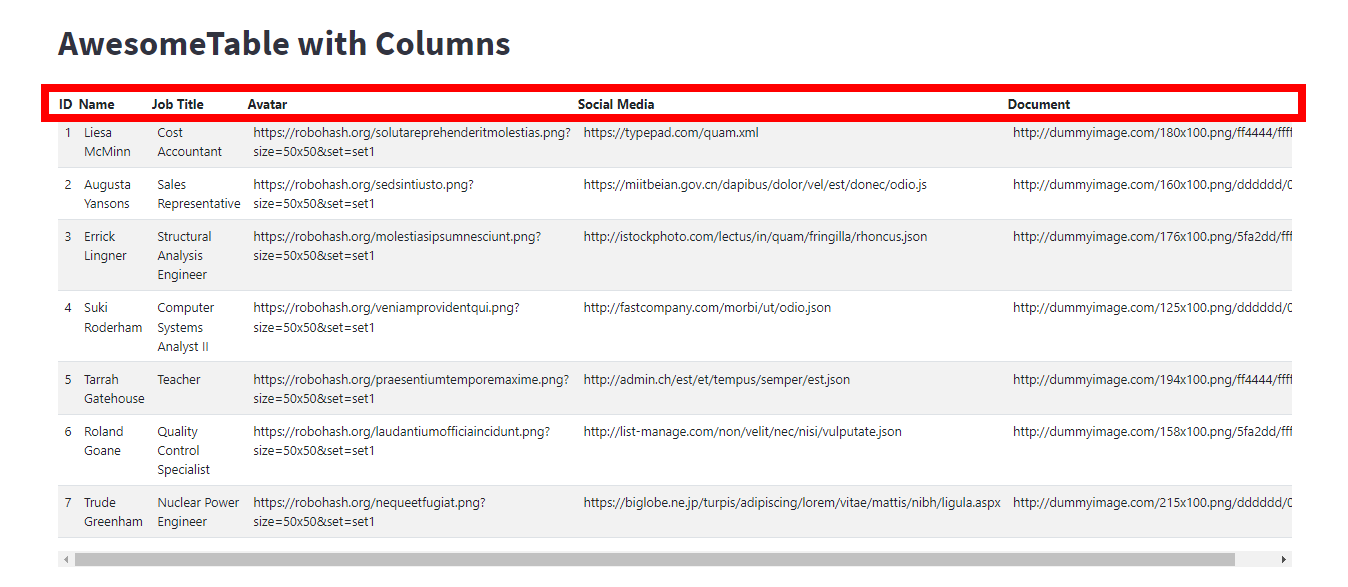 AwesomeTable with Columns
ID Name Job Title Avatar Social Media Document
1 Liesa Cost https://robohash.org/solutareprehenderitmolestias.png? https://typepad.com/quam.xml http://dummyimage.com/180x100.png/ff4444/ffff
McMinn Accountant size=50x50&set=set1
2 Augusta Sales https://robohash.org/sedsintiusto.png? https://miitbeian.gov.cn/dapibus/dolor/vel/est/donec/odio.js http://dummyimage.com/160x100.png/dddddd/0
Yansons Representative size=50x50&set=set1
3 Errick Structural https://robohash.org/molestiasipsumnesciunt.png? http://istockphoto.com/lectus/in/quam/fringilla/rhoncus.json http://dummyimage.com/176x100.png/5fa2dd/fff
Lingner Analysis size=50x50&set=set1
Engineer
4 Suki Computer https://robohash.org/veniamprovidentqui.png? http://fastcompany.com/morbi/ut/odio.json http://dummyimage.com/125x100.png/dddddd/0
Roderham Systems size=50x50&set=set1
Analyst II
5 Tarrah Teacher https://robohash.org/praesentiumtemporemaxime.png? http://admin.ch/est/et/tempus/semper/est.json http://dummyimage.com/194x100.png/ff4444/ffff
Gatehouse size=50x50&set=set1
6 Roland Quality https://robohash.org/laudantiumofficiaincidunt.png? http://list-manage.com/non/velit/nec/nisi/vulputate.json http://dummyimage.com/158x100.png/5fa2dd/fff
Goane Control size=50x50&set=set1
Specialist
7 Trude Nuclear Power https://robohash.org/nequeetfugiat.png? https://biglobe.ne.jp/turpis/adipiscing/lorem/vitae/mattis/nibh/ligula.aspx http://dummyimage.com/215x100.png/dddddd/0
Greenham Engineer size=50x50&set=set1